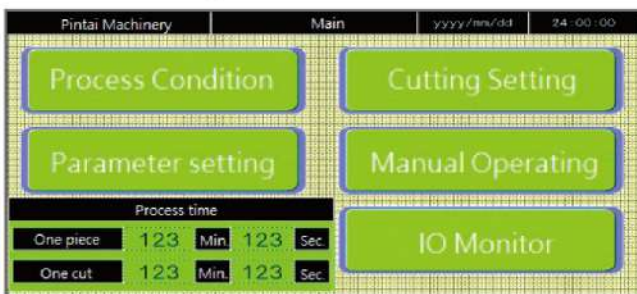 Pintai Machinery Main yyyy/mm/dd 24:00:00
Process Condition Cutting Setting
Parameter setting Manual Operating
Process time
One piece 123 Min. 123 Sec.
One cut 123 Min. 123 Sec.
IO Monitor